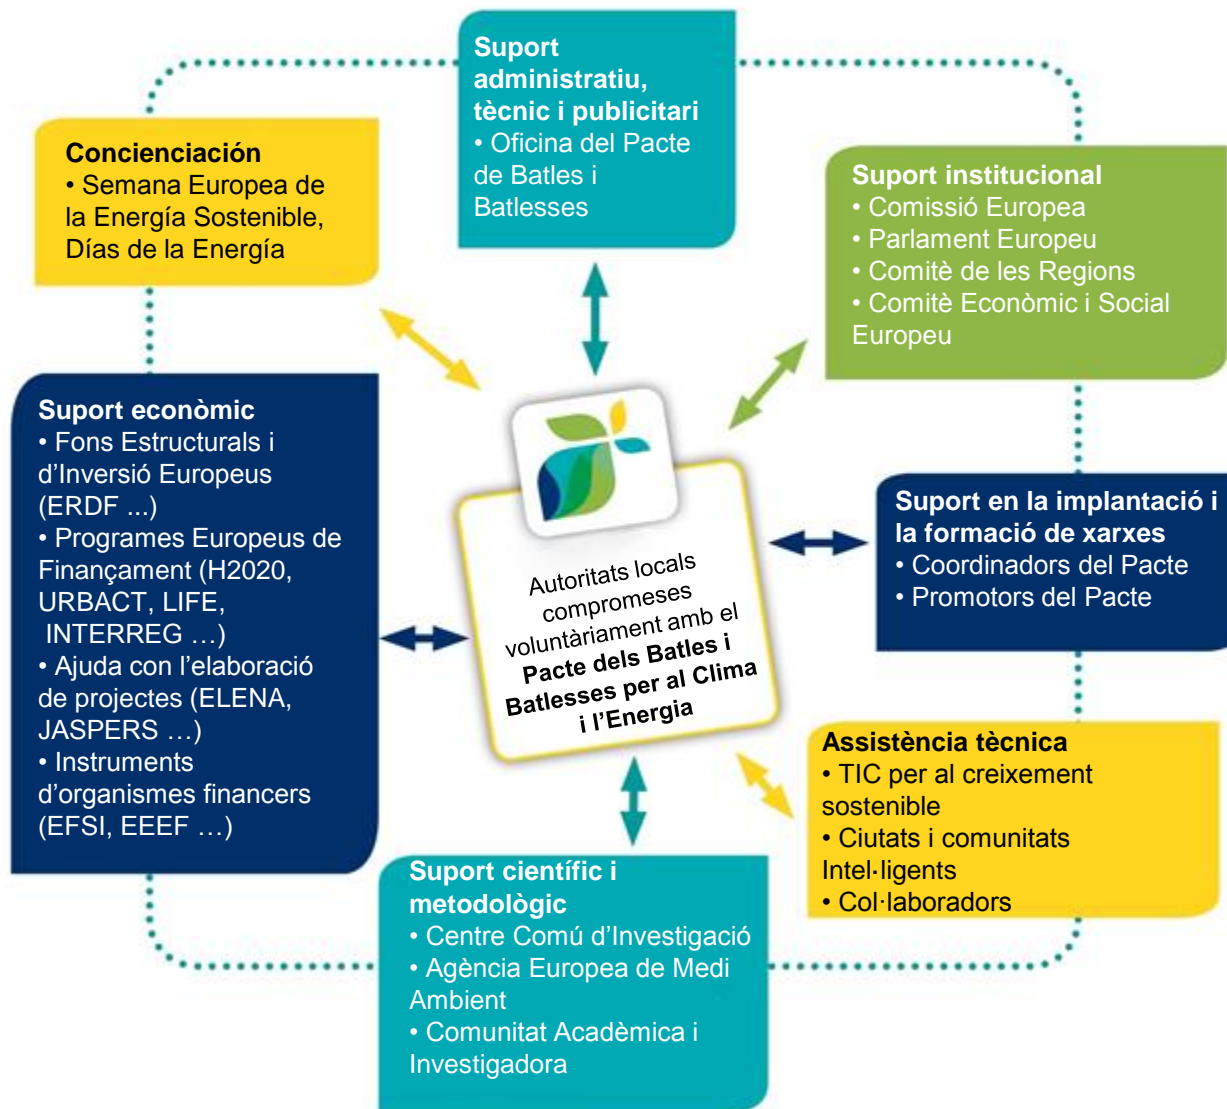 Suport
administratiu,
tècnic i publicitari
• Oficina del Pacte
de Batles i
Batlesses
Concienciación
• Semana Europea de
la Energía Sostenible,
Días de la Energía
Suport institucional
• Comissió Europea
• Parlament Europeu
• Comitè de les Regions
• Comitè Econòmic i Social
Europeu
Suport econòmic
• Fons Estructurals i
d’Inversió Europeus
(ERDF ...)
• Programes Europeus de
Finançament (H2020,
URBACT, LIFE,
INTERREG …)
• Ajuda con l’elaboració
de projectes (ELENA,
JASPERS …)
• Instruments
d’organismes financers
(EFSI, EEEF …)
Autoritats locals
compromeses
voluntàriament amb el
Pacte dels Batles i
Batlesses per al Clima
i l’Energia
Suport en la implantació i
la formació de xarxes
• Coordinadors del Pacte
• Promotors del Pacte
Assistència tècnica
• TIC per al creixement
sostenible
• Ciutats i comunitats
Intel·ligents
• Col·laboradors
Suport científic i
metodològic
• Centre Comú d’Investigació
• Agència Europea de Medi
Ambient
• Comunitat Acadèmica i
Investigadora